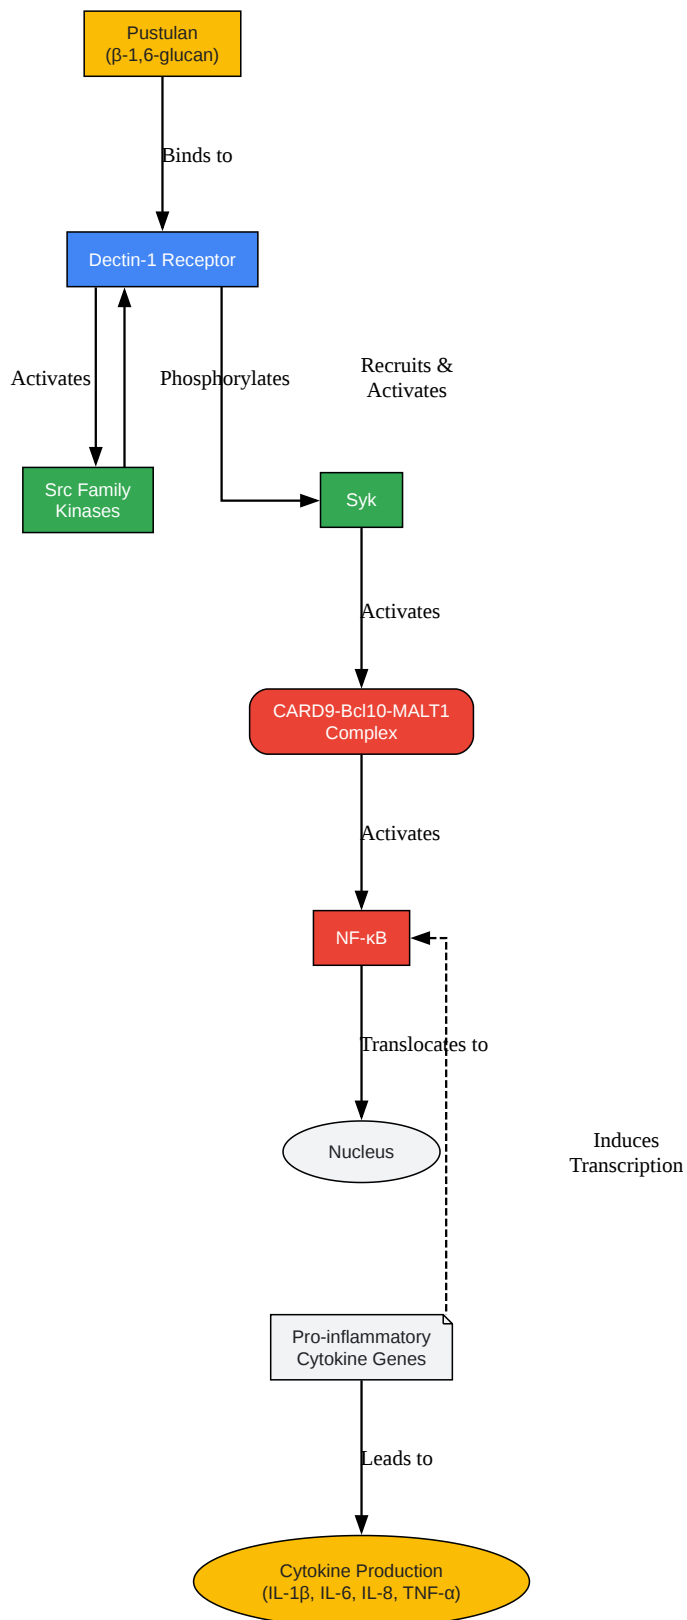 Pustulan
(β-1,6-glucan)
Binds to
Dectin-1 Receptor
Activates
Phosphorylates
Recruits &
Activates
Src Family
Kinases
Syk
Activates
CARD9-Bcl10-MALT1
Complex
Activates
NF-κB
Translocates to
Induces
Transcription
Nucleus
Pro-inflammatory
Cytokine Genes
Leads to
Cytokine Production
(IL-1β, IL-6, IL-8, TNF-α)